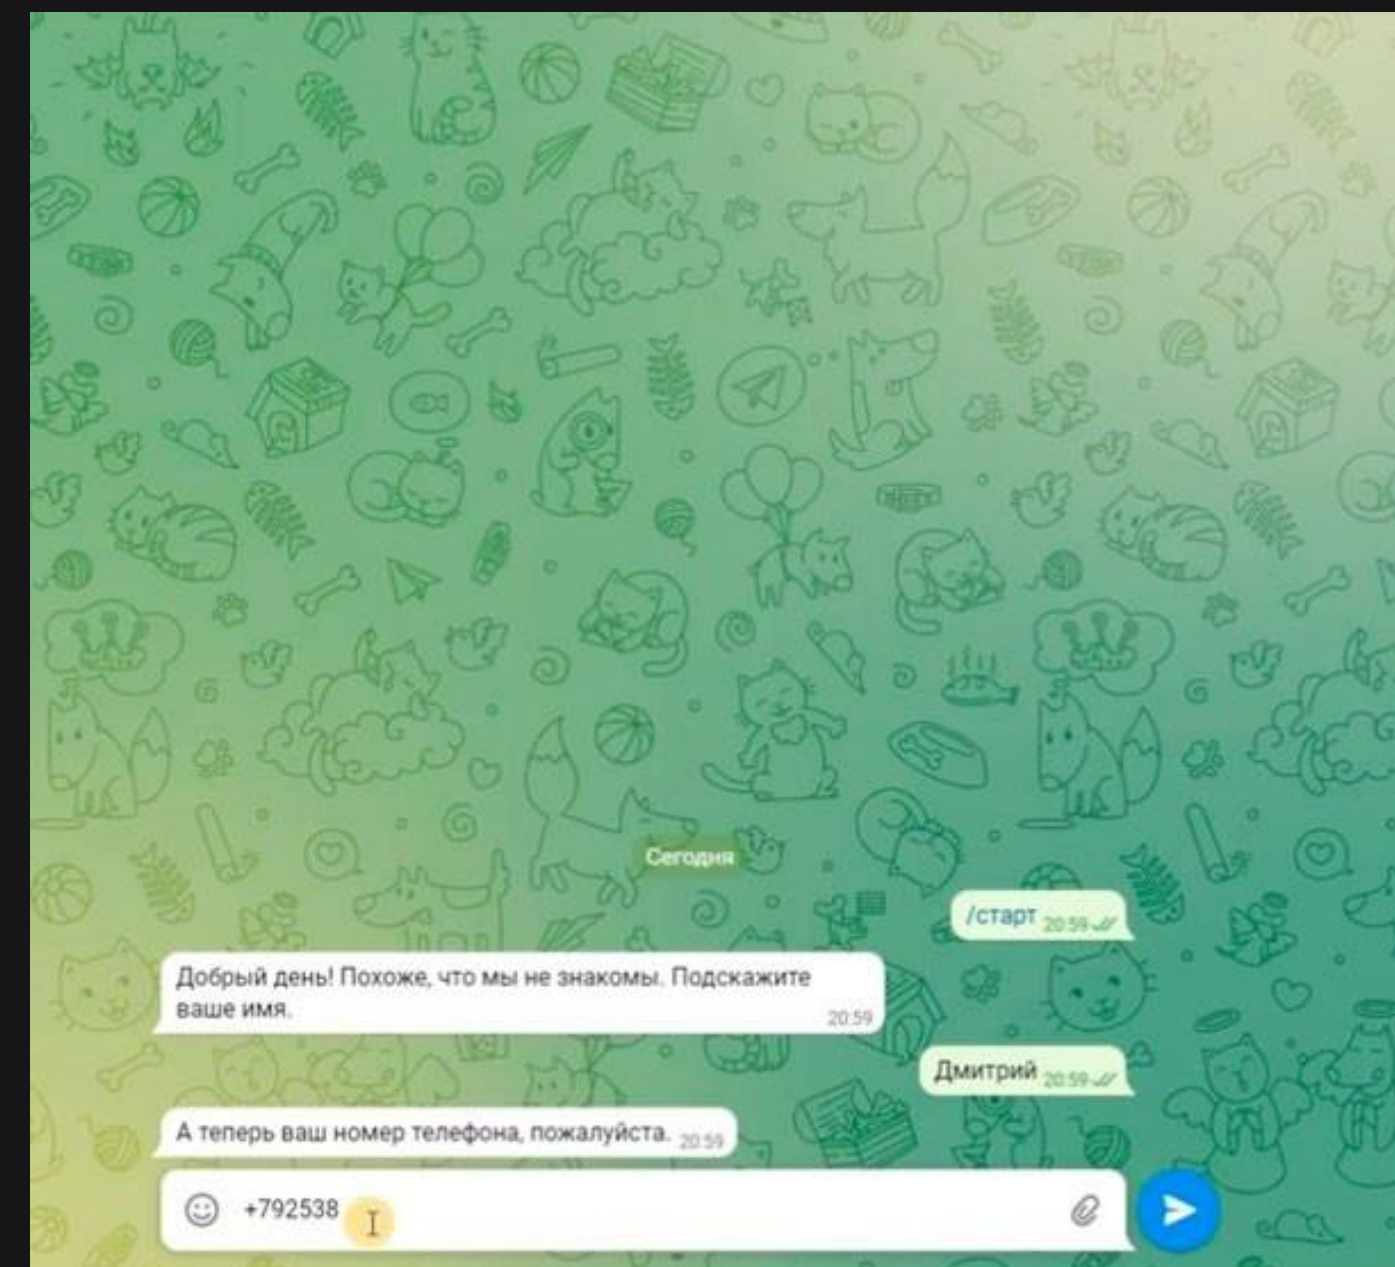 Сегодня
/старт 20:59
Добрый день! Похоже, что мы не знакомы. Подскажите
ваше имя.
20:59
Дмитрий 20:59
А теперь ваш номер телефона, пожалуйста. 20:59
+792538